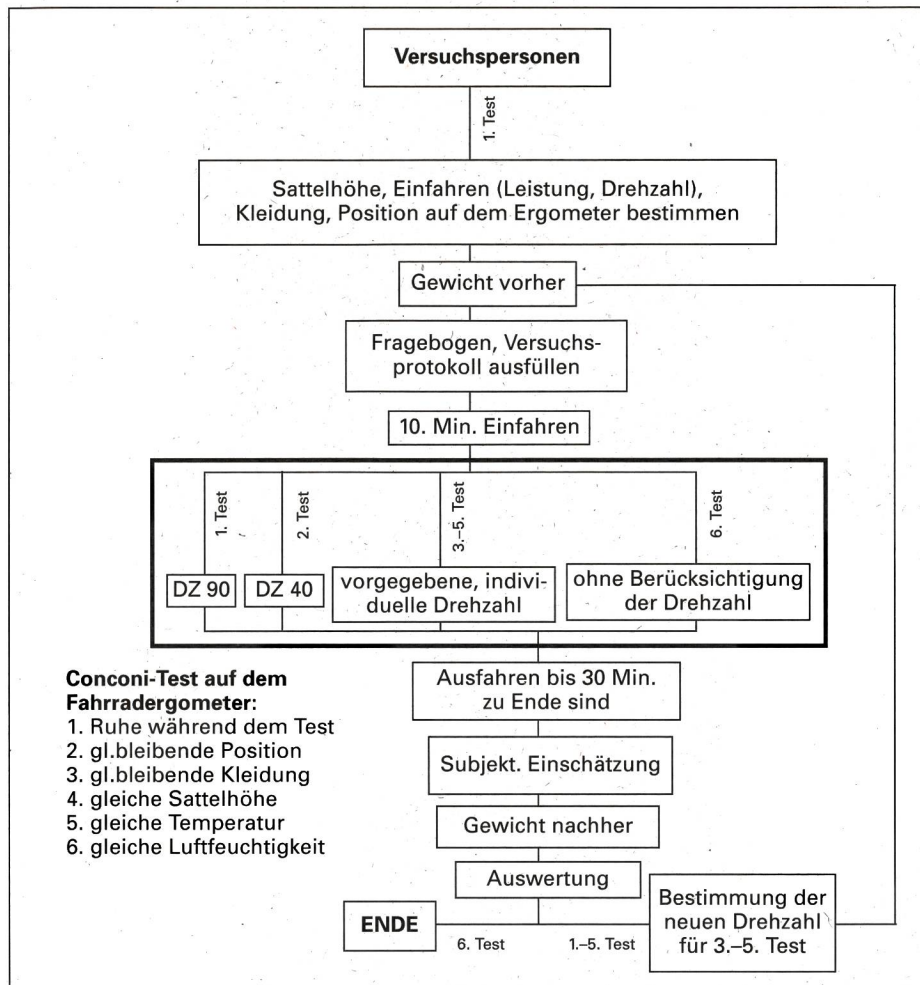 Versuchspersonen
1. Test
Sattelhöhe, Einfahren (Leistung, Drehzahl),
Kleidung, Position auf dem Ergometer bestimmen
Gewicht vorher
Fragebogen, Versuchs-
protokoll ausfüllen
10. Min. Einfahren
1. Test
2. Test
3.–5. Test
6. Test
DZ 90
DZ 40
vorgegebene, indivi-
duelle Drehzahl
ohne Berücksichtigung
der Drehzahl
Conconi-Test auf dem
Fahrradergometer:
1. Ruhe während dem Test
2. gl.bleibende Position
3. gl.bleibende Kleidung
4. gleiche Sattelhöhe
5. gleiche Temperatur
6. gleiche Luftfeuchtigkeit
Ausfahren bis 30 Min.
zu Ende sind
Subjekt. Einschätzung
Gewicht nachher
Auswertung
ENDE
6. Test
1.–5. Test
Bestimmung der
neuen Drehzahl
für 3.–5. Test